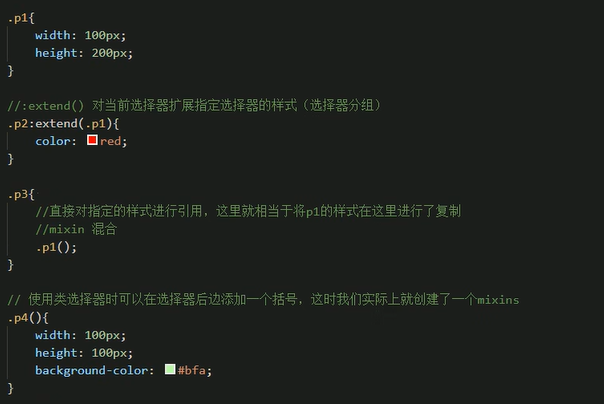 .p1{
width: 100px;
height: 200px;
}
//:extend() 对当前选择器扩展指定选择器的样式（选择器分组）
.p2:extend(.p1){
color: red;
}
.p3{
//直接对指定的样式进行引用，这里就相当于将p1的样式在这里进行了复制
//mixin 混合
.p1();
}
// 使用类选择器时可以在选择器后边添加一个括号，这时我们实际上就创建了一个mixins
.p4(){
width: 100px;
height: 100px;
background-color: #bfa;
}